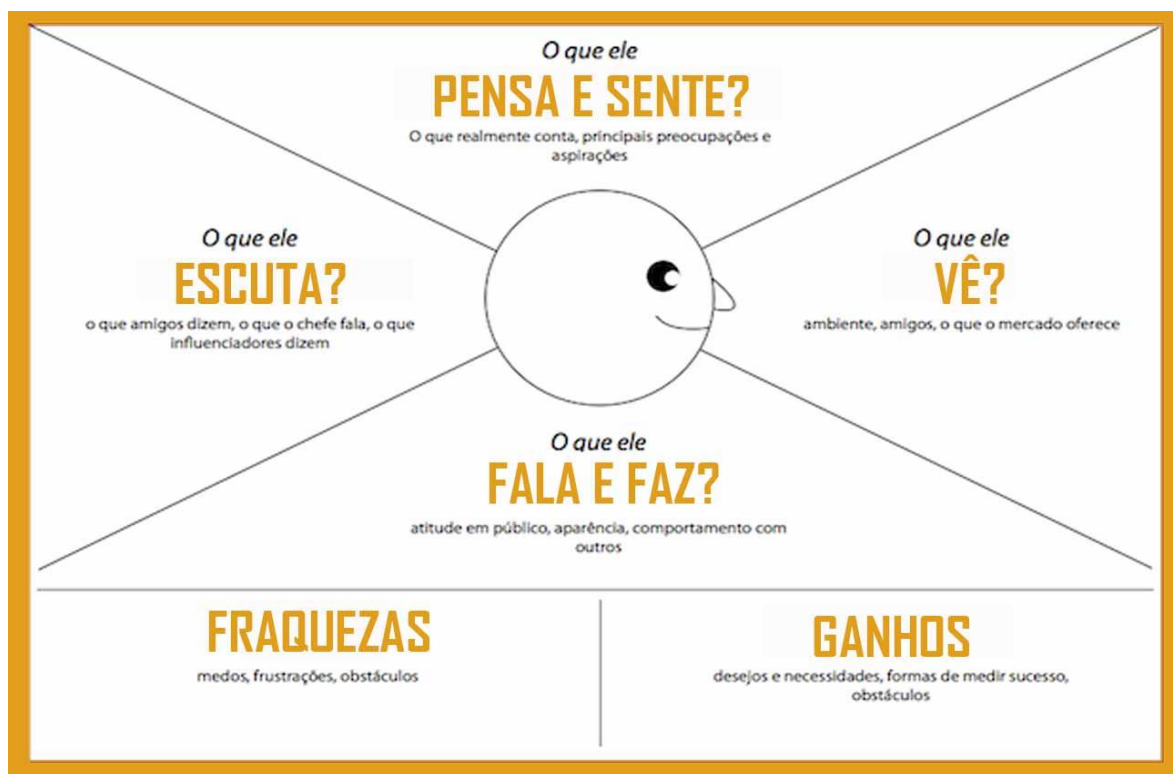 O que ele
PENSA E SENTE?
O que realmente conta, principais preocupações e
aspirações
O que ele
ESCUTA?
o que amigos dizem, o que o chefe fala, o que
influenciadores dizem
O que ele
VÊ?
ambiente, amigos, o que o mercado oferece
O que ele
FALA E FAZ?
atitude em público, aparência, comportamento com
outros
FRAQUEZAS
medos, frustrações, obstáculos
GANHOS
desejos e necessidades, formas de medir sucesso,
obstáculos